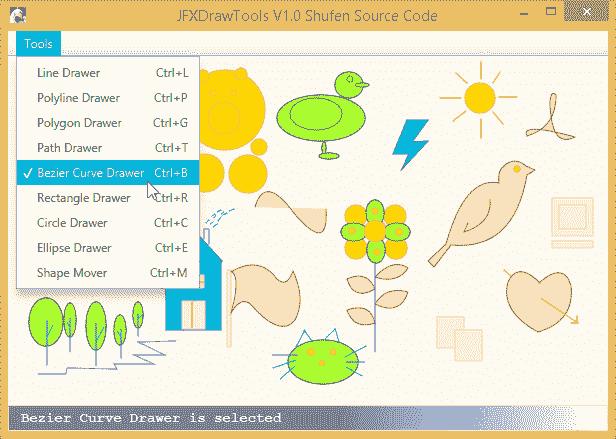 JFXDrawTools V1.0 Shufen Source Code
Tools
Line Drawer Ctrl+L
Polyline Drawer Ctrl+P
Polygon Drawer Ctrl+G
Path Drawer Ctrl+T
✓ Bezier Curve Drawer Ctrl+B
Rectangle Drawer Ctrl+R
Circle Drawer Ctrl+C
Ellipse Drawer Ctrl+E
Shape Mover Ctrl+M
Bezier Curve Drawer is selected